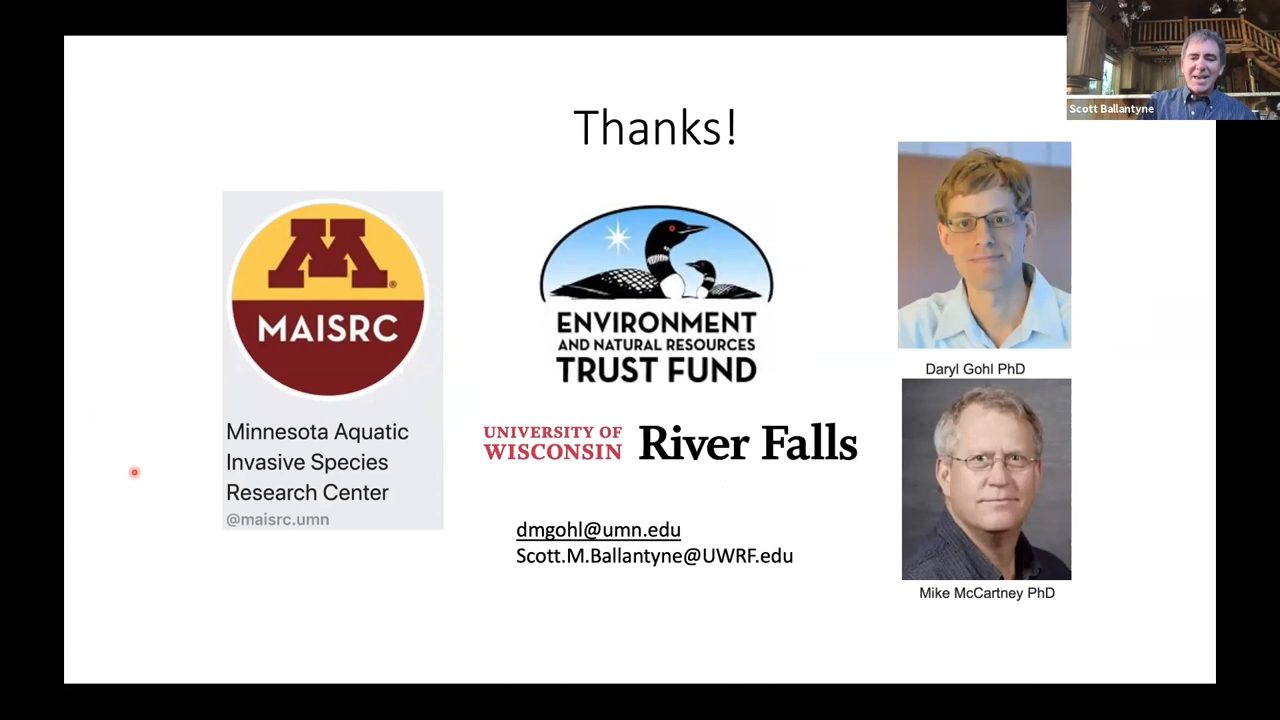 Scott Ballantyne
Thanks!
M®
MAISRC
Minnesota Aquatic
Invasive Species
Research Center
@maisrc.umn
ENVIRONMENT
AND NATURAL RESOURCES
TRUST FUND
UNIVERSITY OF
WISCONSIN
River Falls
dmgohl@umn.edu
Scott.M.Ballantyne@UWRF.edu
Daryl Gohl PhD
Mike McCartney PhD